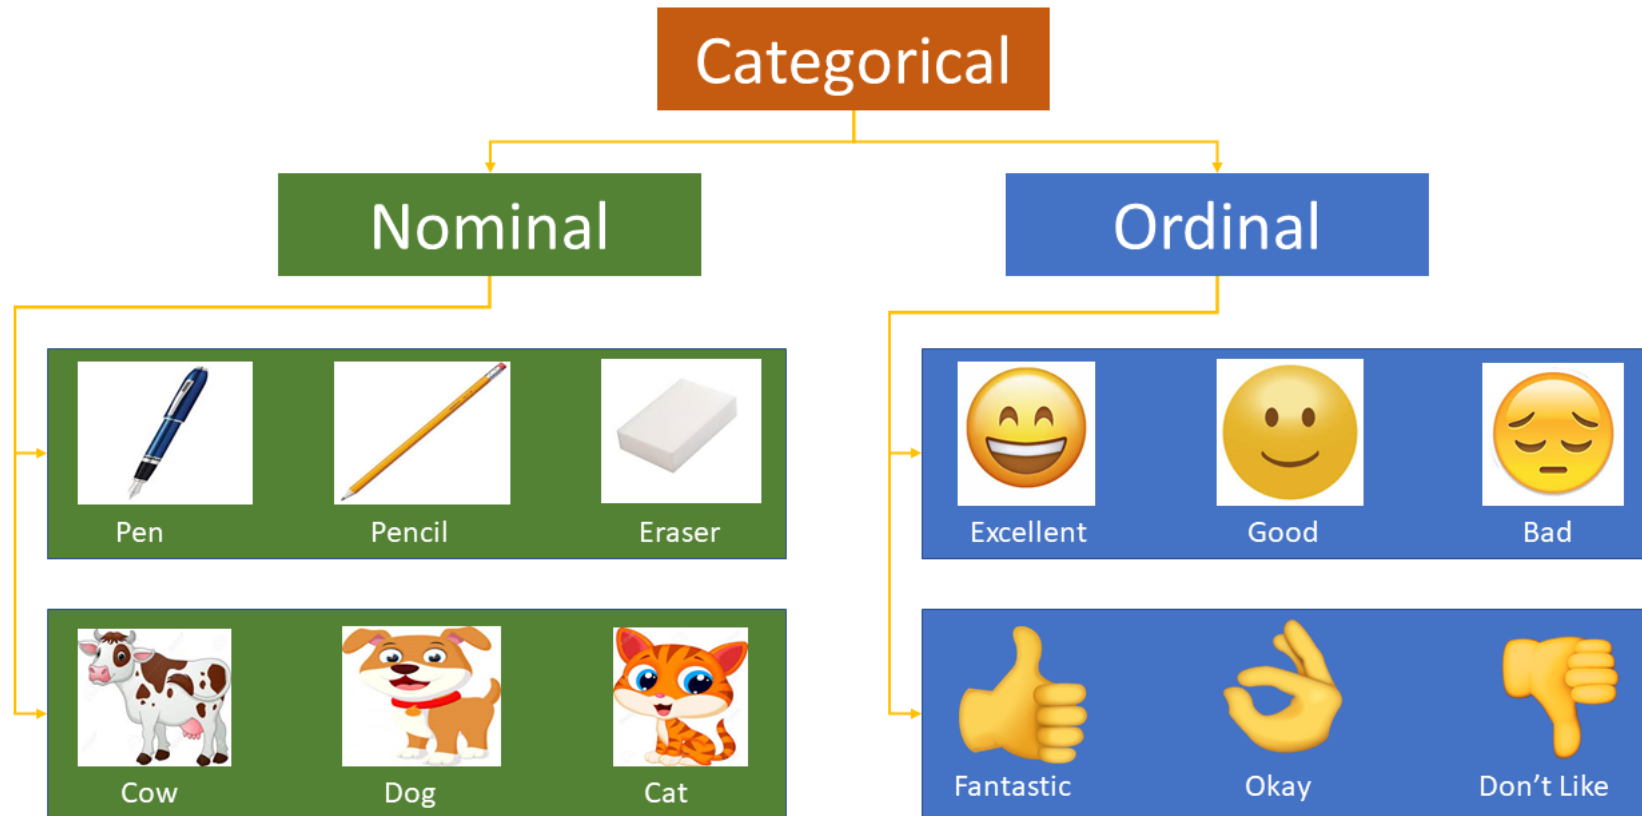 Categorical
Nominal
Ordinal
Pen Pencil Eraser
Excellent Good Bad
Cow Dog Cat
Fantastic Okay Don’t Like